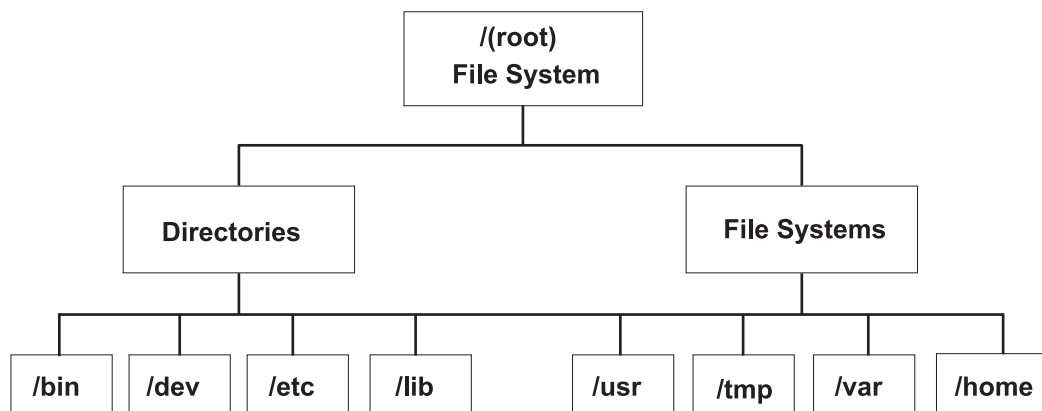 /(root)
File System
Directories
File Systems
/bin
/dev
/etc
/lib
/usr
/tmp
/var
/home